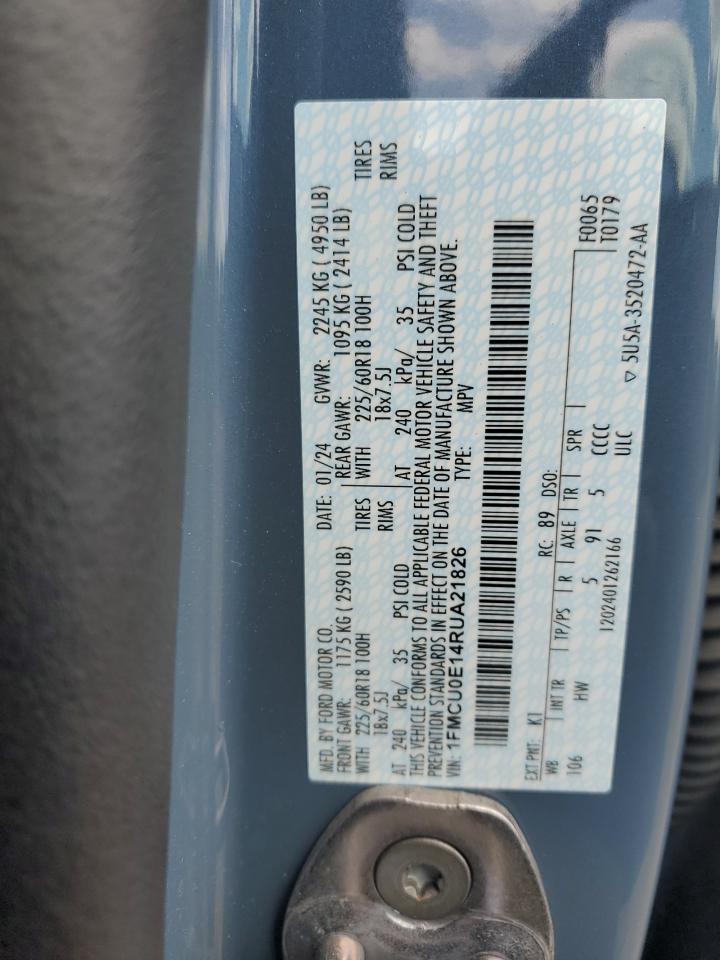 MFD. BY FORD MOTOR CO. DATE: 01/24 GVWR: 2245 KG ( 4950 LB)
FRONT GAWR: 1175 KG ( 2590 LB) REAR GAWR: 1095 KG ( 2414 LB)
WITH 225/60R18 100H TIRES WITH 225/60R18 100H TIRES
18x7.5J RIMS 18x7.5J RIMS
AT 240 kPa/ 35 PSI COLD AT 240 kPa/ 35 PSI COLD
THIS VEHICLE CONFORMS TO ALL APPLICABLE FEDERAL MOTOR VEHICLE SAFETY AND THEFT
PREVENTION STANDARDS IN EFFECT ON THE DATE OF MANUFACTURE SHOWN ABOVE.
VIN: 1FMCU0E14RUA21826 TYPE: MPV
EXT PNT: K1 RC: 89 DSO: F0065
WB INT TR TP/PS R AXLE TR SPR T0179
106 HW 5 91 5 CCCC
1202401262166 ULC ▽ 5U5A-3520472-AA